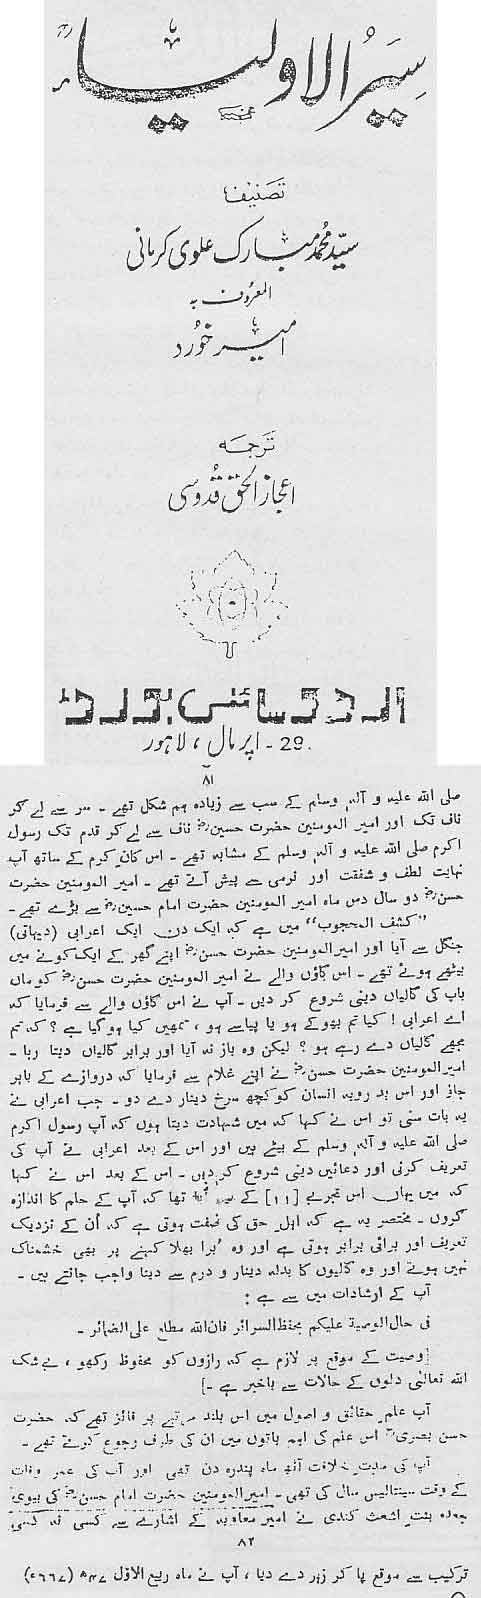 سیر الاولیاء
تصنیف
سیّد محمّد مبارک علوی کرمانی
المعروف بہ
امیر خورد
ترجمہ
اعجاز الحق قدوسی
اردو سائنس بورڈ
29۔ اپر مال ، لاہور
۸۱
صلی اللہ علیہ و آلہ وسلم کے سب سے زیادہ ہم شکل تھے ۔ سر سے لے کر
ناف تک اور امیر المومنین حضرت حسینؓ ناف سے لے کر قدم تک رسول
اکرم صلی اللہ علیہ و آلہ وسلم کے مشابہ تھے ۔ اس کانِ کرم کے ساتھ آپ
نہایت لطف و شفقت اور نرمی سے پیش آتے تھے ۔ امیر المومنین حضرت
حسنؓ دو سال دس ماہ امیر المومنین حضرت امام حسینؓ سے بڑے تھے ۔
”کشف المحجوب“ میں ہے کہ ایک دن ایک اعرابی (دیہاتی)
جنگل سے آیا اور امیر المومنین حضرت حسنؓ اپنے گھر کے ایک کونے میں
بیٹھے ہوئے تھے ۔ اس گاؤں والے نے امیر المومنین حضرت حسنؓ کو ماں
باپ کی گالیاں دینی شروع کر دیں ۔ آپ نے اس گاؤں والے سے فرمایا کہ
اے اعرابی ! کیا تم بھوکے ہو یا پیاسے ہو ، تمھیں کیا ہو گیا ہے ؟ کہ تم
مجھے گالیاں دے رہے ہو ؟ لیکن وہ باز نہ آیا اور برابر گالیاں دیتا رہا ۔
امیر المومنین حضرت حسنؓ نے اپنے غلام سے فرمایا کہ دروازے کے باہر
جاؤ اور اس بد رویہ انسان کو کچھ سرخ دینار دے دو ۔ جب اعرابی نے
یہ بات سنی تو اس نے کہا کہ میں شہادت دیتا ہوں کہ آپ رسول اکرم
صلی اللہ علیہ و آلہ وسلم کے بیٹے ہیں اور اس کے بعد اعرابی نے آپ کی
تعریف کرنی اور دعائیں دینی شروع کر دیں ۔ اس کے بعد اس نے کہا
کہ میں یہاں اس تجربے [۱۱] کے لیے آیا تھا کہ آپ کے حلم کا اندازہ
کروں ۔ مختصر یہ ہے کہ اہلِ حق کی صفت ہوتی ہے کہ اُن کے نزدیک
تعریف اور برائی برابر ہوتی ہے اور وہ بُرا بھلا کہنے پر بھی خشمناک
نہیں ہوتے اور وہ گالیوں کا بدلہ دینار و درم سے دینا واجب جانتے ہیں ۔
آپ کے ارشادات میں سے ہے :
فی حال الوصیۃ علیکم بحفظ السرائر فان اللہ مطلع علی الضمائر ۔
[وصیت کے موقع پر لازم ہے کہ رازوں کو محفوظ رکھو ، بے شک
اللہ تعالیٰ دلوں کے حالات سے باخبر ہے ۔]
آپ علمِ حقائق و اصول میں اس بلند مرتبے پر فائز تھے کہ حضرت
حسن بصریؒ اس علم کی اہم باتوں میں ان کی طرف رجوع کرتے تھے ۔
آپ کی مدتِ خلافت آٹھ ماہ پندرہ دن تھی اور آپ کی عمر وفات
کے وقت سینتالیس سال کی تھی ۔ امیر المومنین حضرت امام حسنؓ کی بیوی
جعدہ بنتِ اشعث کندی نے امیر معاویہ کے اشارے سے کسی نہ کسی
۸۲
ترکیب سے موقع پا کر زہر دے دیا ، آپ نے ماہ ربیع الاوّل ۴۷ھ (۶۶۷ء)